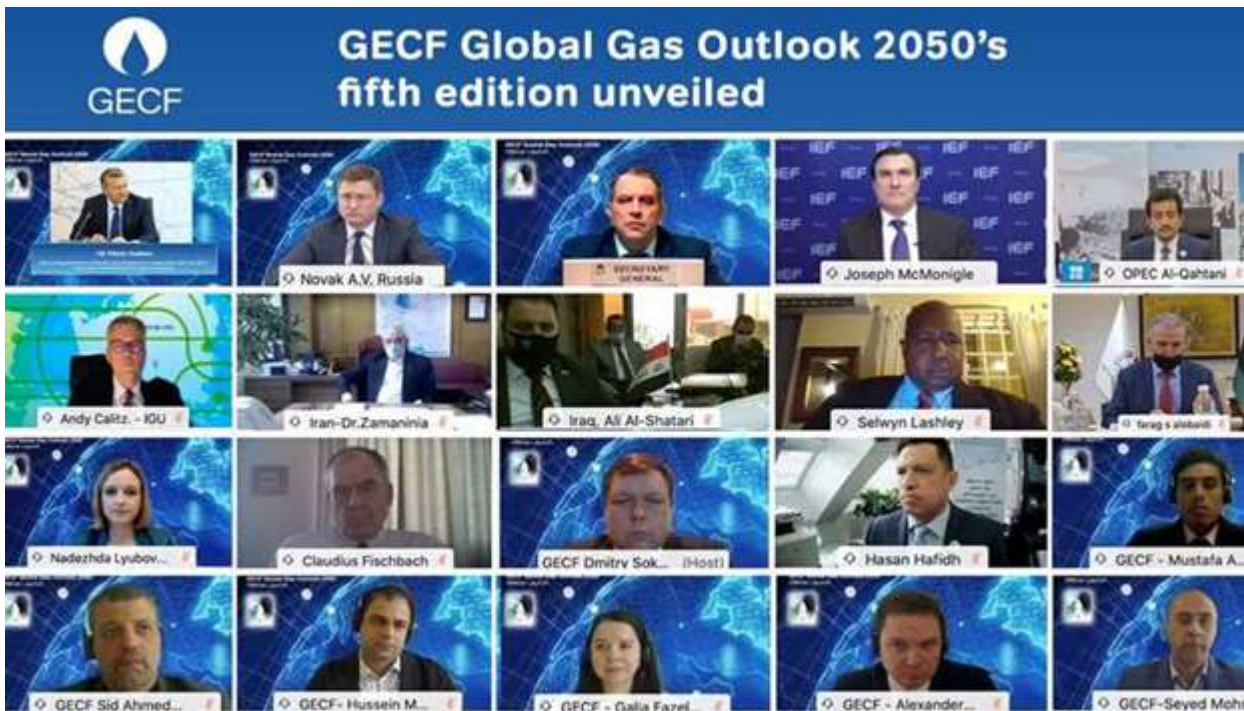 GECF
GECF Global Gas Outlook 2050's
fifth edition unveiled
Novak A.V. Russia
SECRETARY
GENERAL
IEF IEF IEF IEF
Joseph McMonigle
OPEC Al-Qahtani
Andy Calitz. - IGU
Iran-Dr.Zamaninia
Iraq, Ali Al-Shatari
Selwyn Lashley
farag s alobaidi
Nadezhda Lyubov...
Claudius Fischbach
GECF Dmitry Sok... (Host)
Hasan Hafidh
GECF - Mustafa A...
GECF Sid Ahmed...
GECF- Hussein M...
GECF - Galia Fazel...
GECF - Alexander...
GECF-Seyed Moh